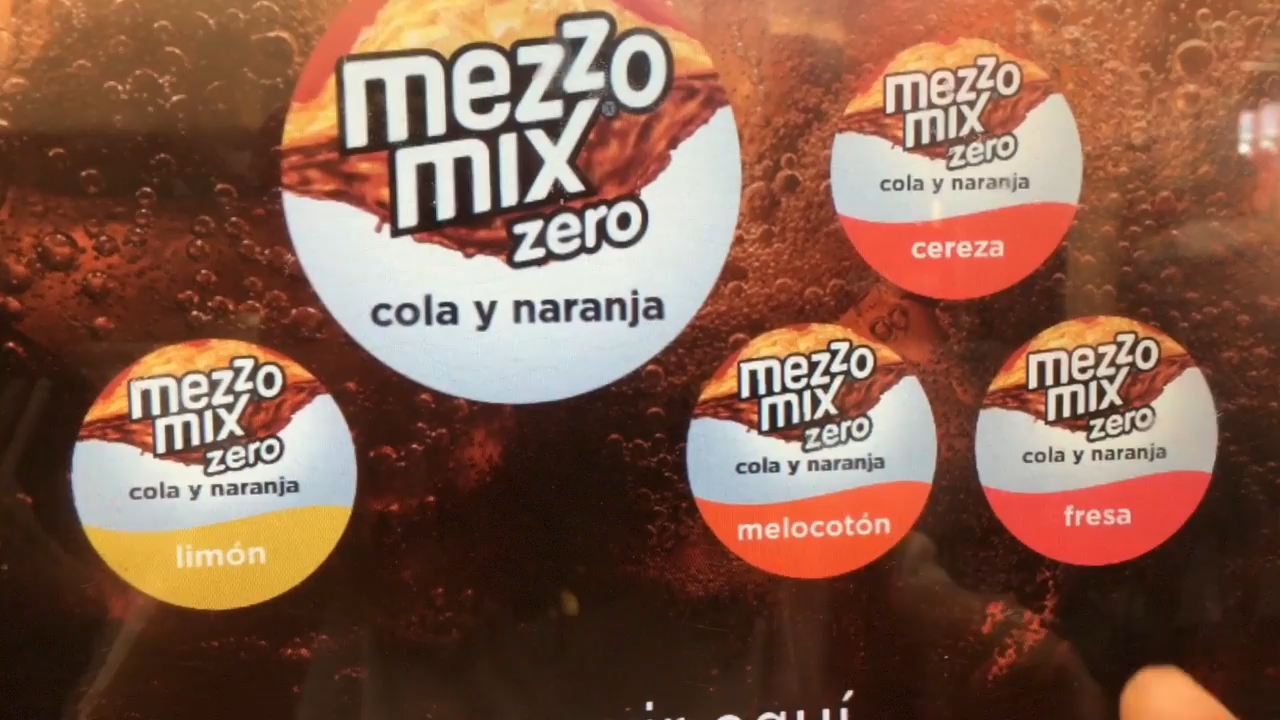 mezzo
mix
zero
cola y naranja
mezzo
mix
zero
cola y naranja
cereza
mezzo
mix
zero
cola y naranja
limón
mezzo
mix
zero
cola y naranja
melocotón
mezzo
mix
zero
cola y naranja
fresa
aquí